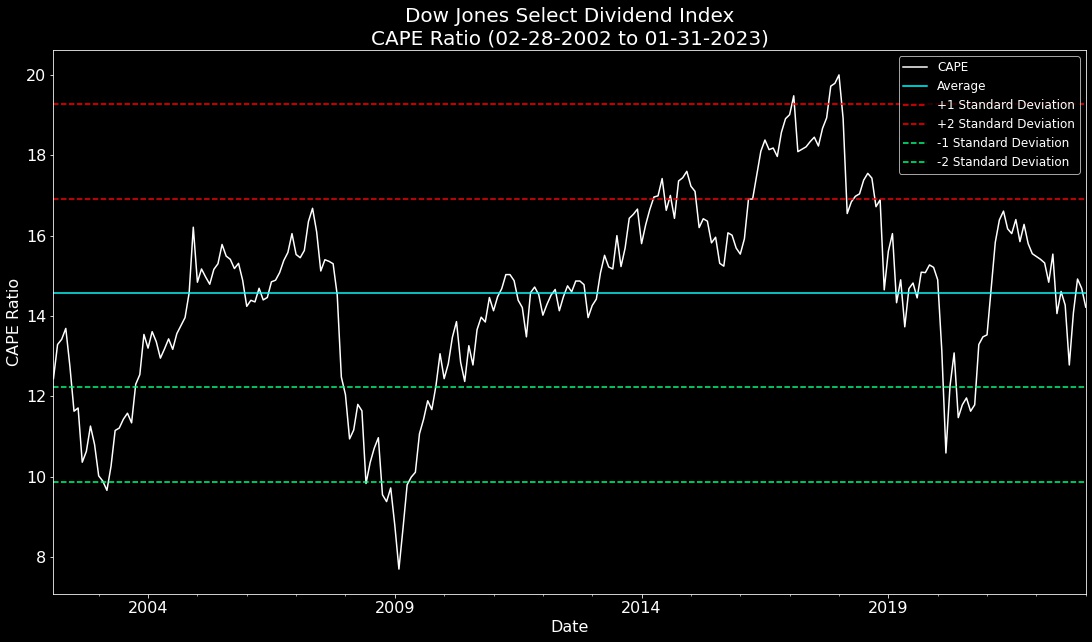 Dow Jones Select Dividend Index
CAPE Ratio (02-28-2002 to 01-31-2023)
CAPE
Average
+1 Standard Deviation
+2 Standard Deviation
-1 Standard Deviation
-2 Standard Deviation
CAPE Ratio
20
18
16
14
12
10
8
2004
2009
2014
2019
Date